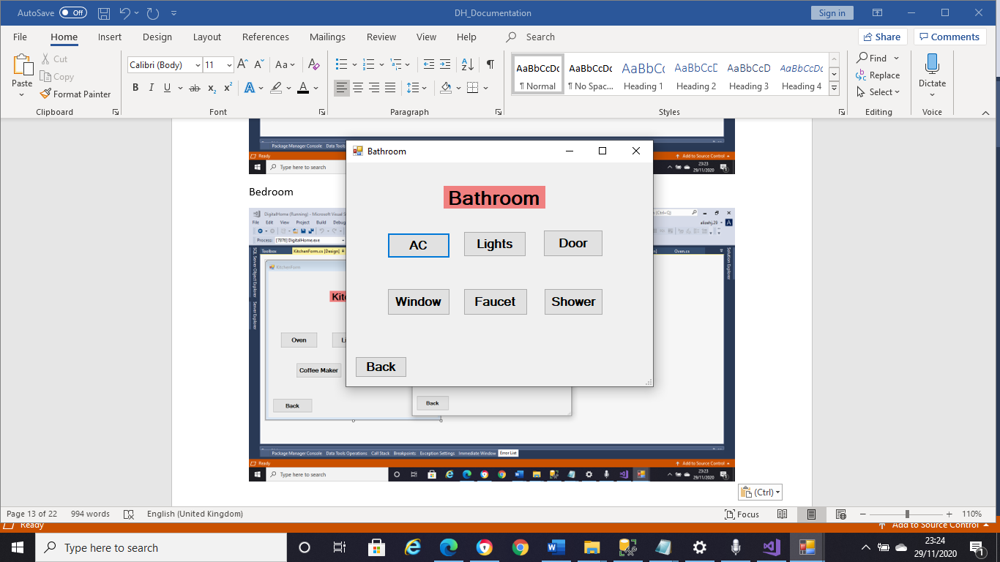 AutoSave Off DH_Documentation Sign in
File Home Insert Design Layout References Mailings Review View Help Search Share Comments
Paste Cut Copy Format Painter
Calibri (Body) 11
AaBbCcDc AaBbCcDc AaBbCc AaBbCcD AaBbCcD AaBbCcDc
¶ Normal ¶ No Spac... Heading 1 Heading 2 Heading 3 Heading 4
Find Replace Select Dictate
Clipboard Font Paragraph Styles Editing Voice
Package Manager Console Data Tools
Ready Add to Source Control
Type here to search 23:23
29/11/2020
Bathroom
Bedroom
Bathroom
DigitalHome (Running) - Microsoft Visual St (Ctrl+Q)
File Edit View Project Build Debug
Process: [7876] DigitalHome.exe
Toolbox KitchenForm.cs [Design] Oven.cs
SQL Server Object Explorer Server Explorer Solution Explorer
KitchenForm
AC Lights Door
Window Faucet Shower
Oven
Coffee Maker
Back
Back
Back
Package Manager Console Data Tools Operations Call Stack Breakpoints Exception Settings Immediate Window Error List
Ready Add to Source Control
Type here to search 23:23
29/11/2020
(Ctrl)
Page 13 of 22 994 words English (United Kingdom) Focus 110%
Ready Add to Source Control
Type here to search 23:24
29/11/2020